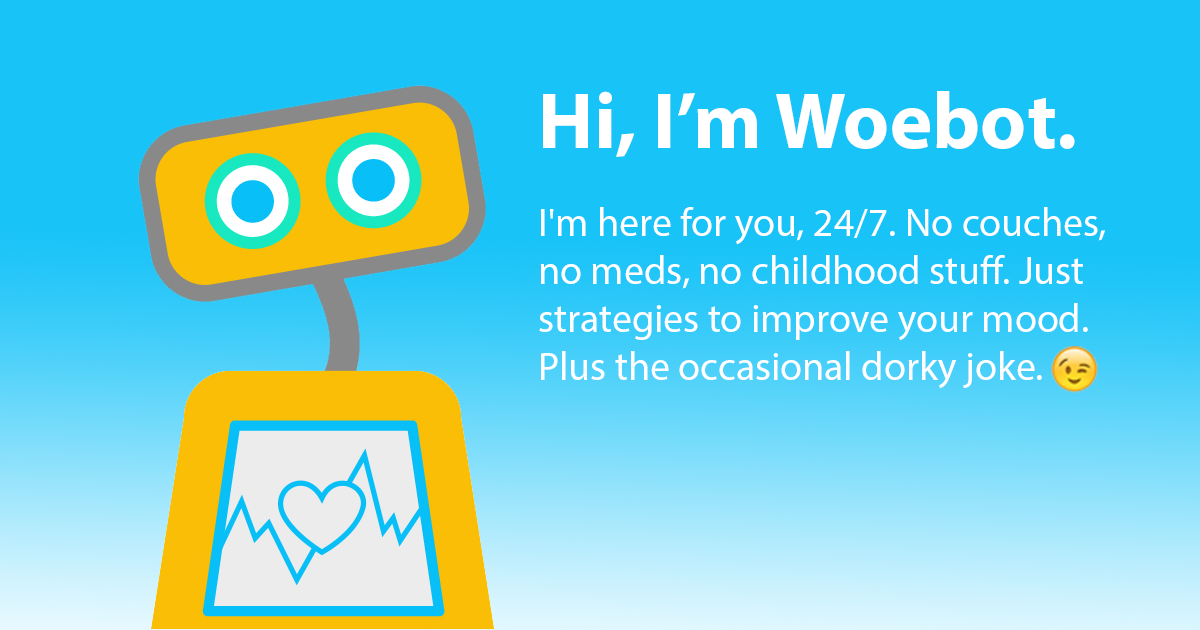 Hi, I’m Woebot.
I'm here for you, 24/7. No couches,
no meds, no childhood stuff. Just
strategies to improve your mood.
Plus the occasional dorky joke. 😉